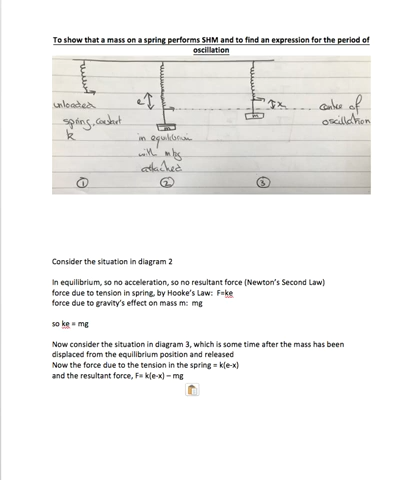 To show that a mass on a spring performs SHM and to find an expression for the period of
oscillation
unloaded
spring, constant
k
e
in equilibrium
with m kg
attached
m
x
m
centre of
oscillation
1
2
3
Consider the situation in diagram 2
In equilibrium, so no acceleration, so no resultant force (Newton's Second Law)
force due to tension in spring, by Hooke's Law: F=ke
force due to gravity's effect on mass m: mg
so ke = mg
Now consider the situation in diagram 3, which is some time after the mass has been
displaced from the equilibrium position and released
Now the force due to the tension in the spring = k(e-x)
and the resultant force, F= k(e-x) – mg